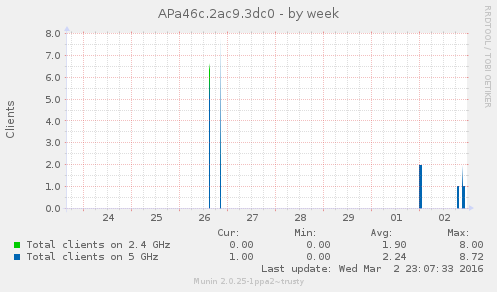 APa46c.2ac9.3dc0 - by week
RRDTOOL / TOBI OETIKER
Clients
8.0
7.0
6.0
5.0
4.0
3.0
2.0
1.0
0.0
24 25 26 27 28 29 01 02
Cur: Min: Avg: Max:
Total clients on 2.4 GHz 0.00 0.00 1.90 8.00
Total clients on 5 GHz 1.00 0.00 2.24 8.72
Last update: Wed Mar 2 23:07:33 2016
Munin 2.0.25-1ppa2~trusty